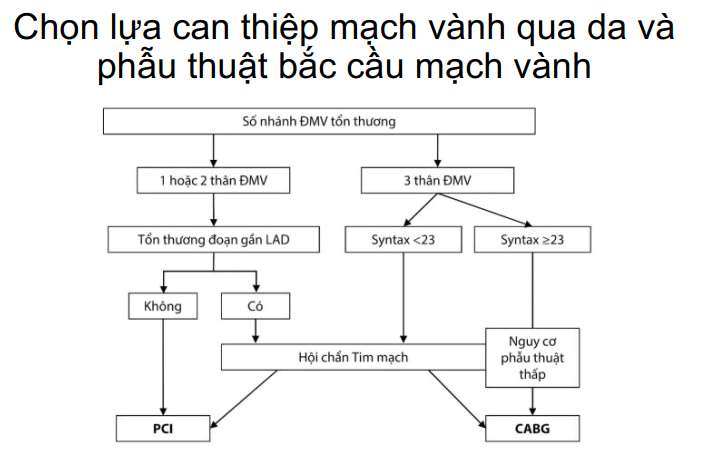 Chọn lựa can thiệp mạch vành qua da và
phẫu thuật bắc cầu mạch vành
Số nhánh ĐMV tổn thương
1 hoặc 2 thân ĐMV
3 thân ĐMV
Tổn thương đoạn gần LAD
Syntax <23
Syntax ≥23
Không
Có
Hội chẩn Tim mạch
Nguy cơ
phẫu thuật
thấp
PCI
CABG